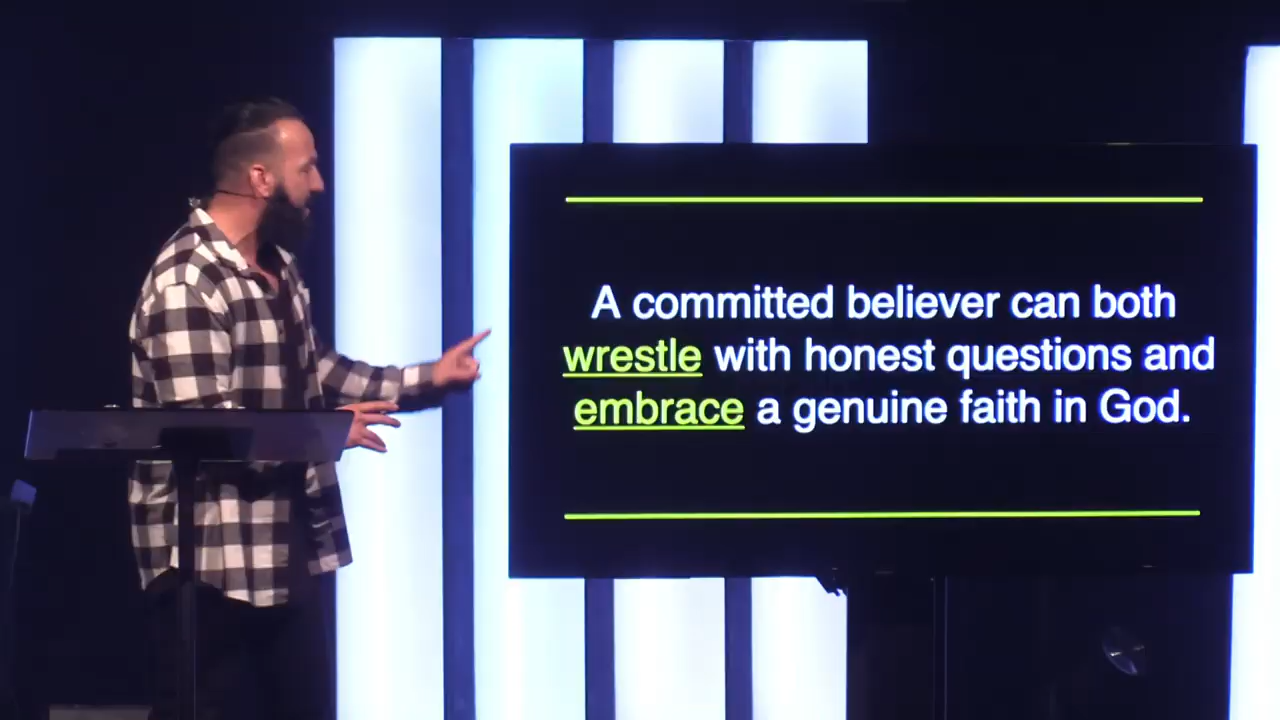 A committed believer can both
wrestle with honest questions and
embrace a genuine faith in God.